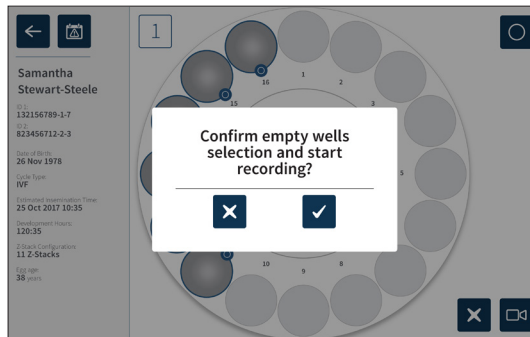 Samantha
Stewart-Steele
ID 1:
132156789-1-7
ID 2:
823456712-2-3
Date of Birth:
26 Nov 1978
Cycle Type:
IVF
Estimated Insemination Time:
25 Oct 2017 10:35
Development Hours:
120:35
Z-Stack Configuration:
11 Z-Stacks
Egg age:
38 years
1
16
1
2
15
3
5
10
9
8
Confirm empty wells
selection and start
recording?